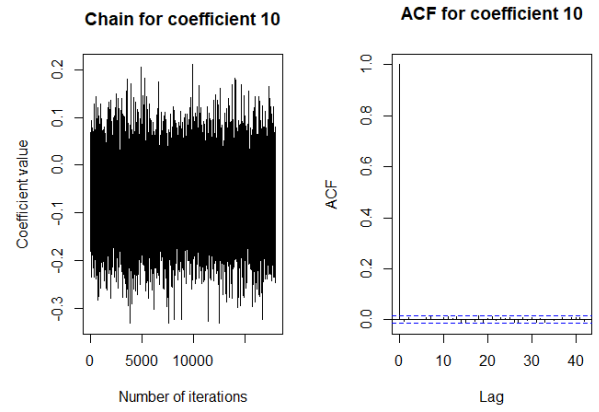 Chain for coefficient 10
Coefficient value
0.2
0.1
0.0
-0.1
-0.2
-0.3
0 5000 10000
Number of iterations
ACF for coefficient 10
ACF
1.0
0.8
0.6
0.4
0.2
0.0
0 10 20 30 40
Lag